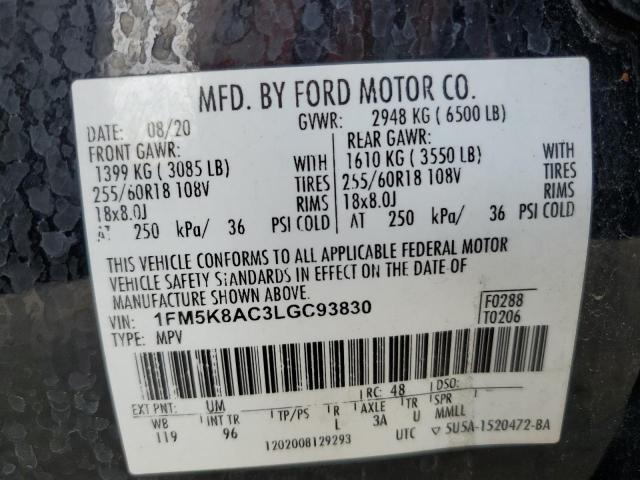 MFD. BY FORD MOTOR CO.
DATE: 08/20 GVWR: 2948 KG ( 6500 LB)
FRONT GAWR: REAR GAWR:
1399 KG ( 3085 LB) WITH 1610 KG ( 3550 LB) WITH
255/60R18 108V TIRES 255/60R18 108V TIRES
18x8.0J RIMS 18x8.0J RIMS
AT 250 kPa/ 36 PSI COLD AT 250 kPa/ 36 PSI COLD
THIS VEHICLE CONFORMS TO ALL APPLICABLE FEDERAL MOTOR
VEHICLE SAFETY STANDARDS IN EFFECT ON THE DATE OF
MANUFACTURE SHOWN ABOVE.
VIN: 1FM5K8AC3LGC93830 F0288
TYPE: MPV T0206
EXT PNT: UM RC: 48 DSO:
WB INT TR TP/PS R AXLE TR SPR
119 96 L 3A U MMLL
1202008129293 UTC ▽ 5U5A-1520472-BA